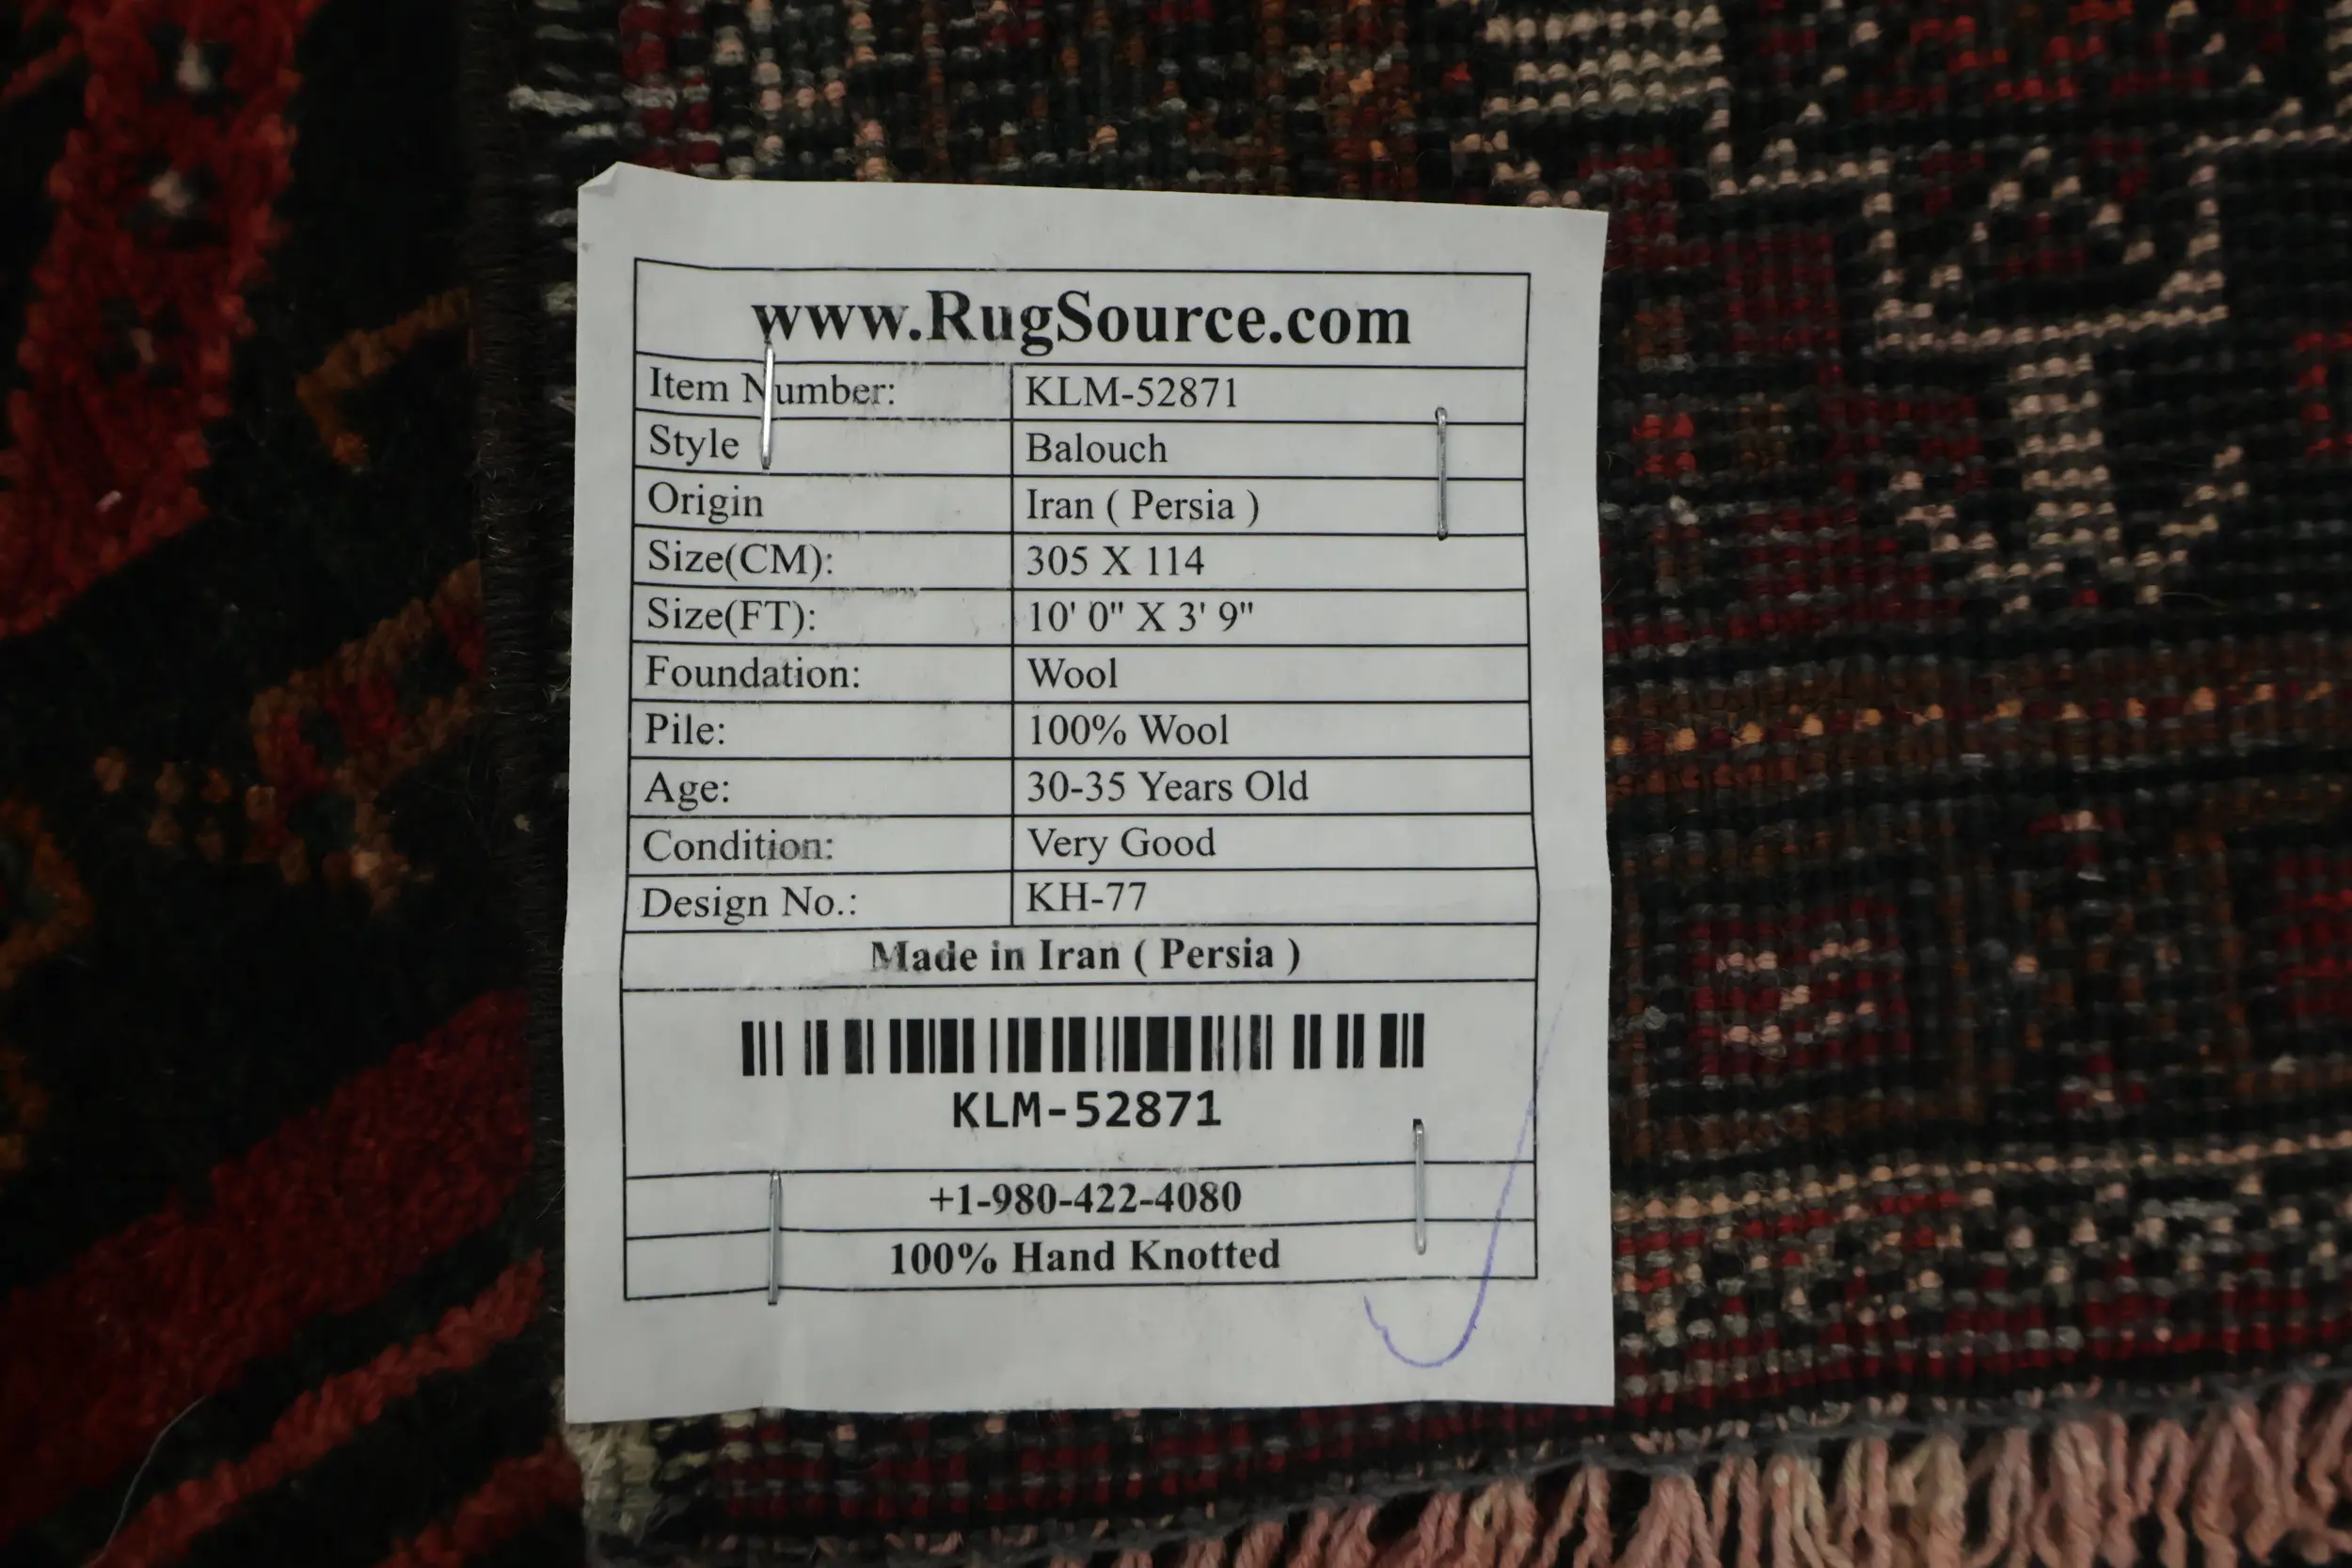 www.RugSource.com
Item Number: KLM-52871
Style Balouch
Origin Iran ( Persia )
Size(CM): 305 X 114
Size(FT): 10' 0" X 3' 9"
Foundation: Wool
Pile: 100% Wool
Age: 30-35 Years Old
Condition: Very Good
Design No.: KH-77
Made in Iran ( Persia )
KLM-52871
+1-980-422-4080
100% Hand Knotted